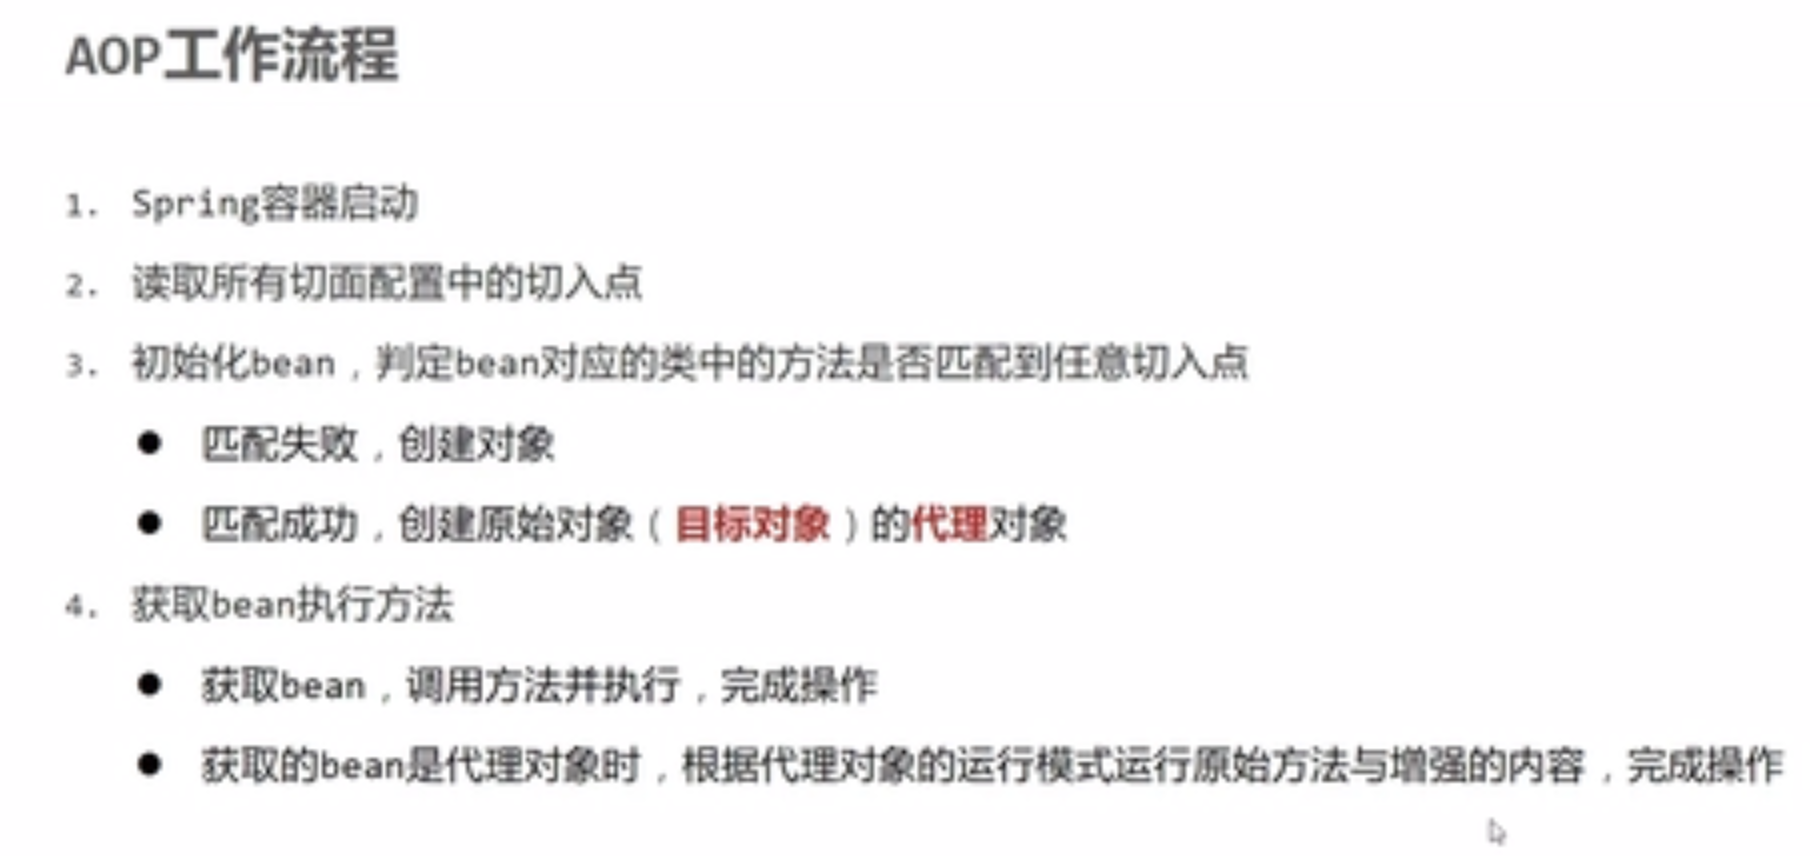 AOP工作流程
1. Spring容器启动
2. 读取所有切面配置中的切入点
3. 初始化bean，判定bean对应的类中的方法是否匹配到任意切入点
● 匹配失败，创建对象
● 匹配成功，创建原始对象（目标对象）的代理对象
4. 获取bean执行方法
● 获取bean，调用方法并执行，完成操作
● 获取的bean是代理对象时，根据代理对象的运行模式运行原始方法与增强的内容，完成操作